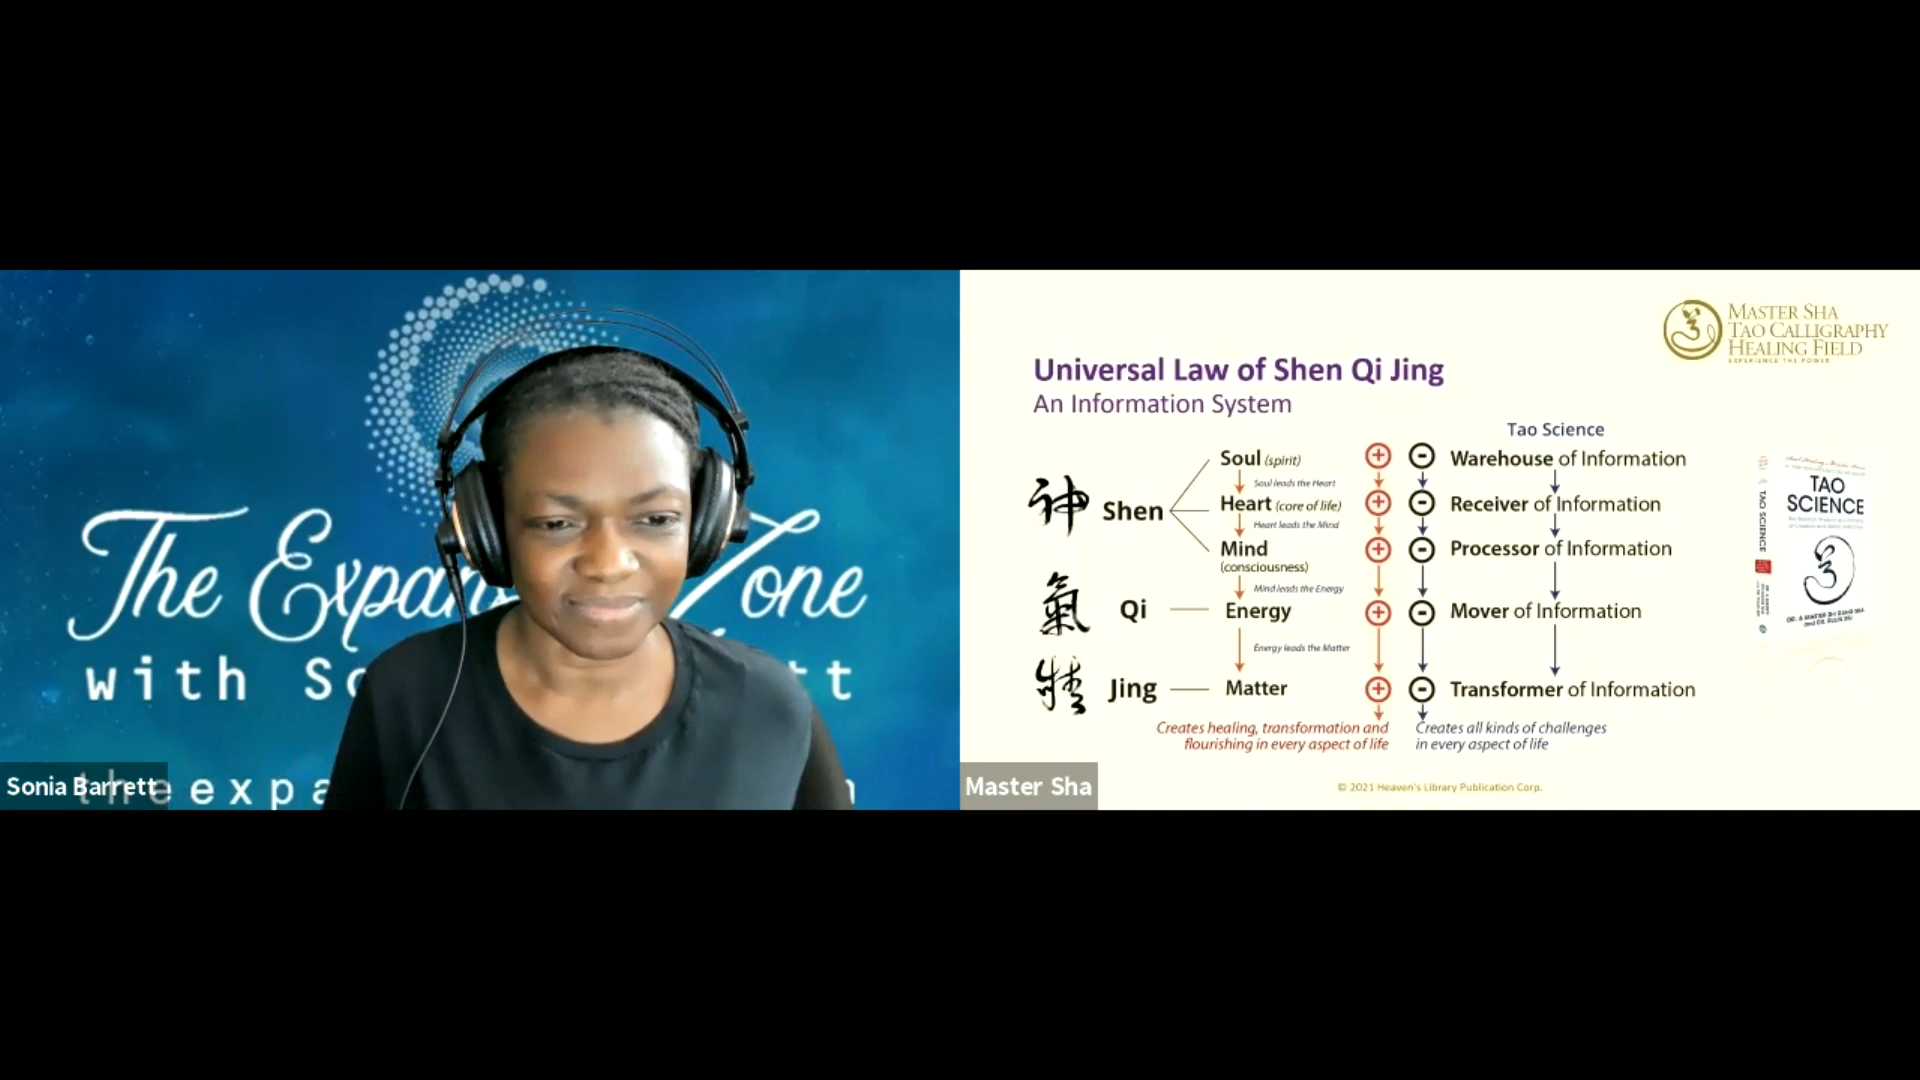 The Expan Zone
with So tt
theexpa n
Sonia Barrett
MASTER SHA
TAO CALLIGRAPHY
HEALING FIELD
EXPERIENCE THE POWER
Universal Law of Shen Qi Jing
An Information System
Tao Science
神 Shen
Soul (spirit)
Soul leads the Heart
Heart (core of life)
Heart leads the Mind
Mind
(consciousness)
Mind leads the Energy
氣 Qi
Energy
Energy leads the Matter
精 Jing
Matter
+ - Warehouse of Information
+ - Receiver of Information
+ - Processor of Information
+ - Mover of Information
+ - Transformer of Information
Creates healing, transformation and
flourishing in every aspect of life
Creates all kinds of challenges
in every aspect of life
TAO SCIENCE
TAO
SCIENCE
© 2021 Heaven's Library Publication Corp.
Master Sha